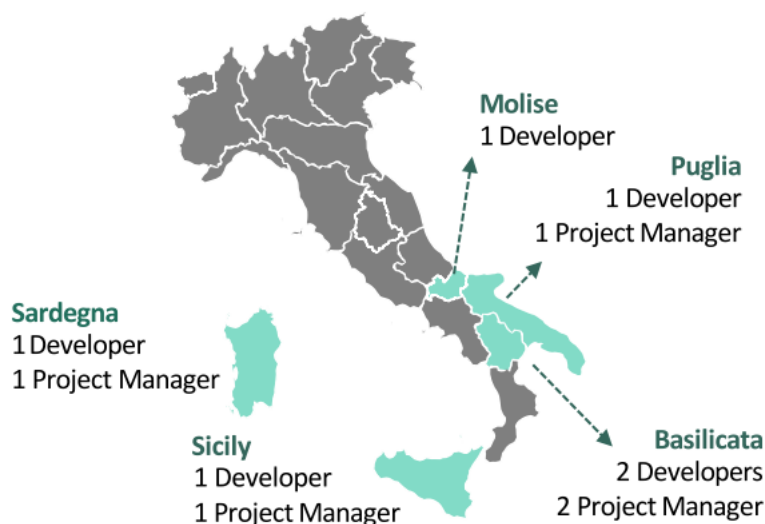 Molise
1 Developer
Puglia
1 Developer
1 Project Manager
Sardegna
1 Developer
1 Project Manager
Sicily
1 Developer
1 Project Manager
Basilicata
2 Developers
2 Project Manager